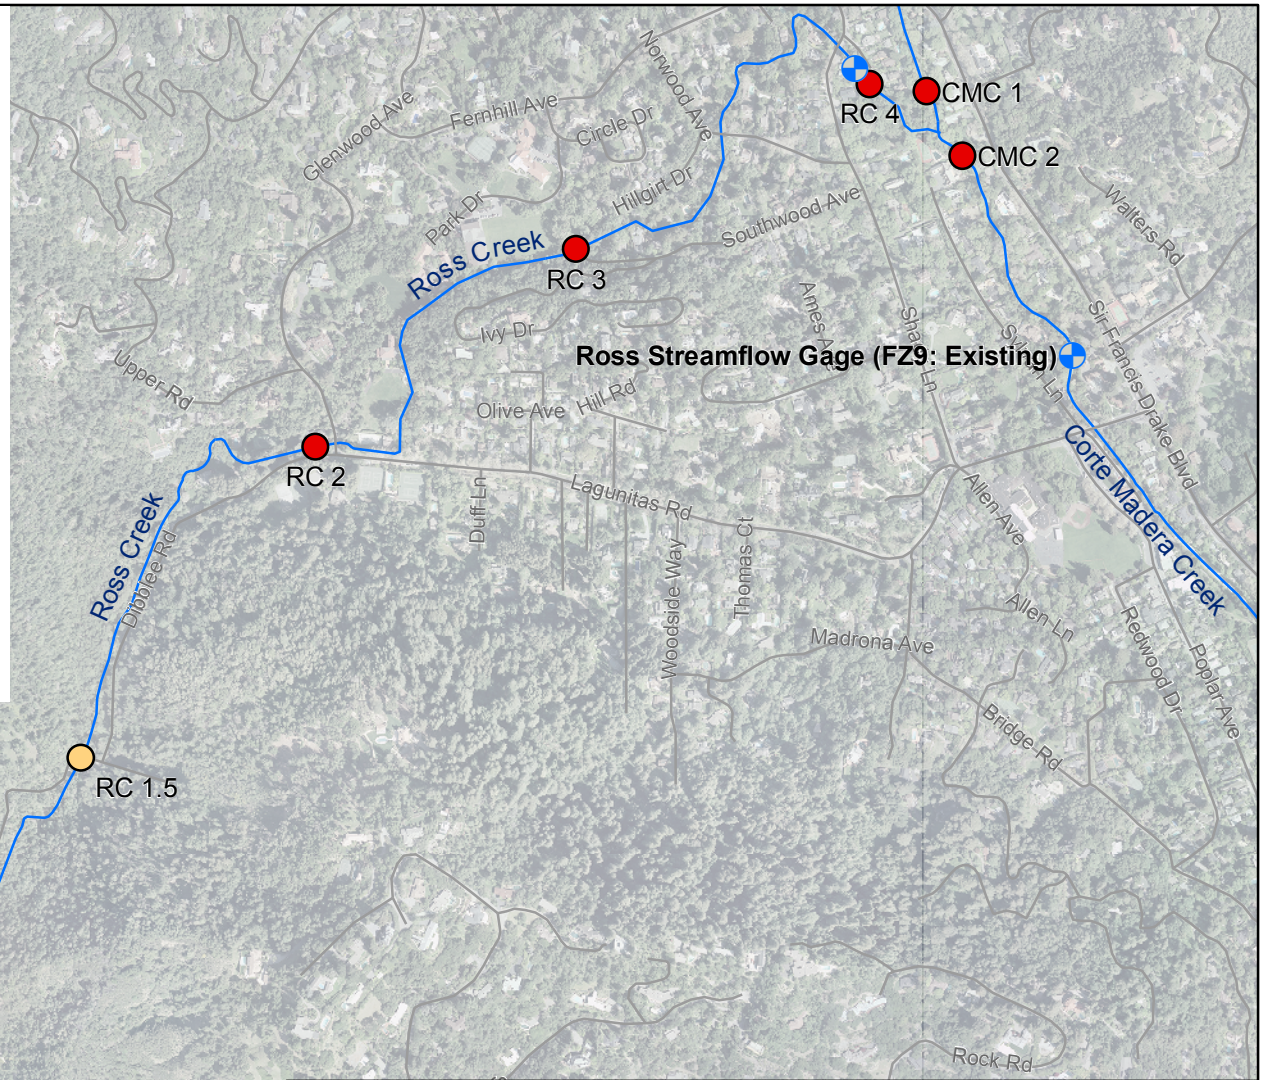 Norwood Ave
CMC 1
Glenwood Ave
Fernhill Ave
RC 4
Circle Dr
CMC 2
Hillgirt Dr
Park Dr
Southwood Ave
Walters Rd
Ross Creek
RC 3
Ames A
Sha
Ln
Ivy Dr
Sir Francis Drake Blvd
Ross Streamflow Gage (FZ9: Existing)
Ln
Upper Rd
Olive Ave
Hill Rd
RC 2
Corte Madera Creek
Lagunitas Rd
Allen Ave
Duff Ln
Ross Creek
Dibblee Rd
Thomas Ct
Woodside Way
Allen Ln
Madrona Ave
Redwood Dr
Poplar Ave
Bridge Rd
RC 1.5
Rock Rd